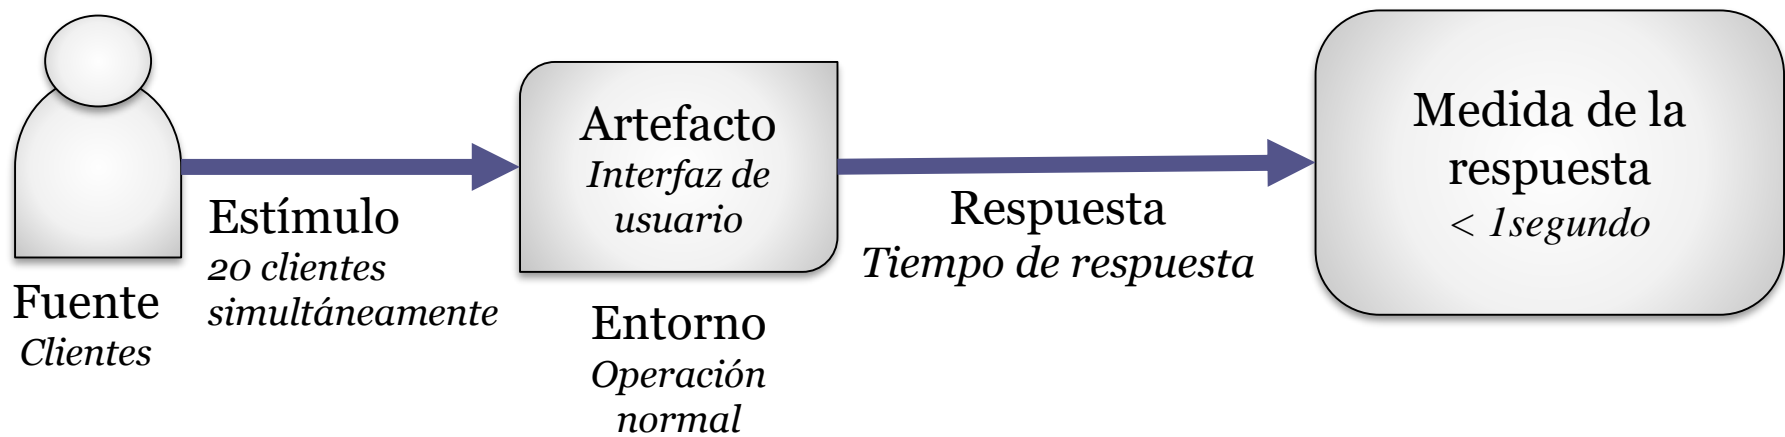 Fuente
Clientes
Estímulo
20 clientes
simultáneamente
Artefacto
Interfaz de
usuario
Entorno
Operación
normal
Respuesta
Tiempo de respuesta
Medida de la
respuesta
< 1segundo